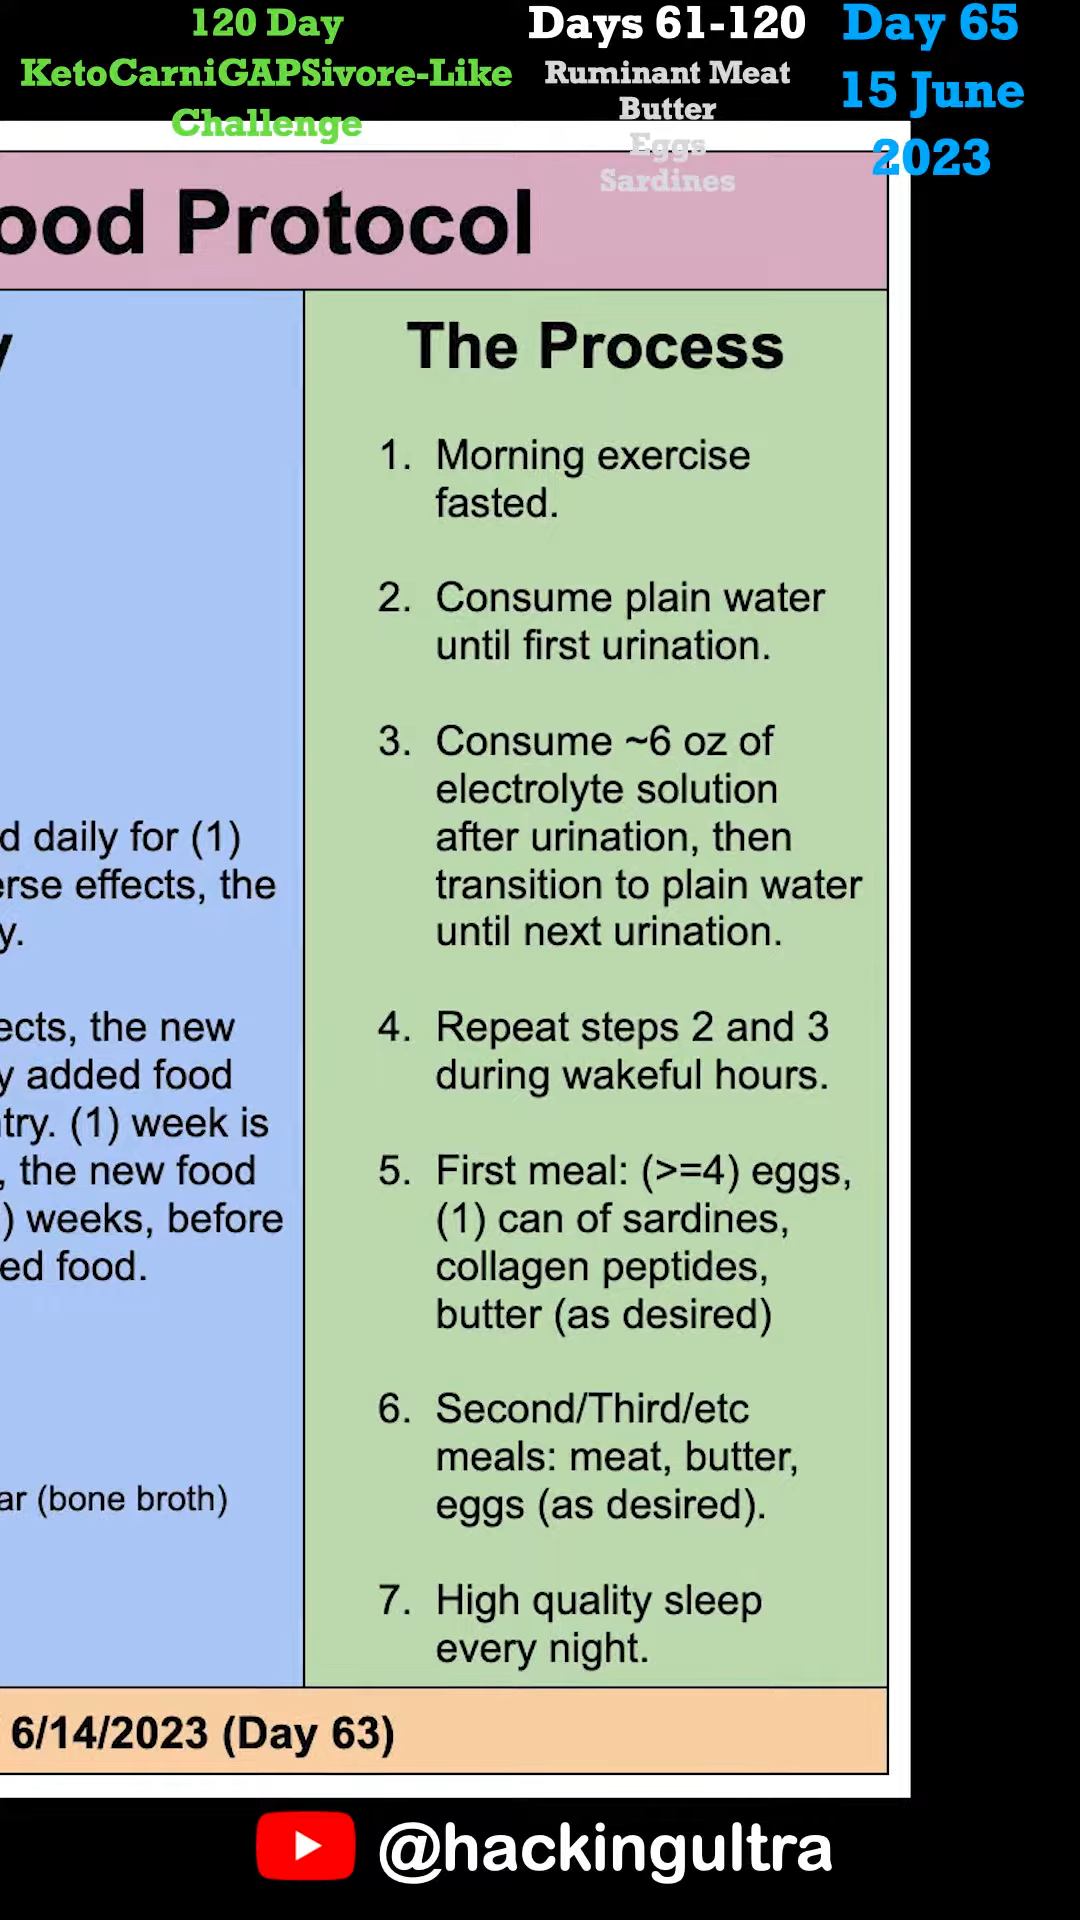 120 Day
KetoCarniGAPSivore-Like
Challenge
Days 61-120
Ruminant Meat
Butter
Eggs
Sardines
Day 65
15 June
2023
ood Protocol
y
d daily for (1)
erse effects, the
y.
ects, the new
y added food
try. (1) week is
, the new food
) weeks, before
ed food.
ar (bone broth)
The Process
1. Morning exercise
fasted.
2. Consume plain water
until first urination.
3. Consume ~6 oz of
electrolyte solution
after urination, then
transition to plain water
until next urination.
4. Repeat steps 2 and 3
during wakeful hours.
5. First meal: (>=4) eggs,
(1) can of sardines,
collagen peptides,
butter (as desired)
6. Second/Third/etc
meals: meat, butter,
eggs (as desired).
7. High quality sleep
every night.
6/14/2023 (Day 63)
@hackingultra